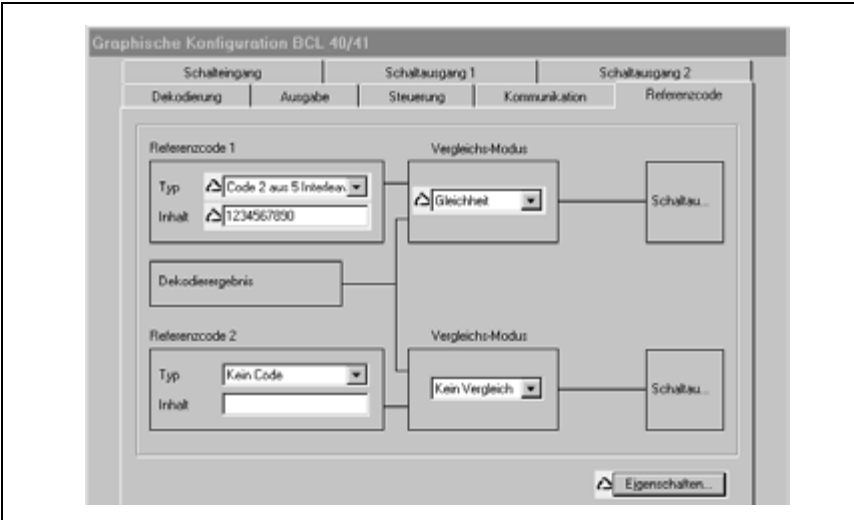 Graphische Konfiguration BCL 40/41
Schalteingang Schaltausgang 1 Schaltausgang 2
Dekodierung Ausgabe Steuerung Kommunikation Referenzcode
Referenzcode 1 Vergleichs-Modus
Typ Code 2 aus 5 Interleav
Gleichheit Schaltau...
Inhalt 1234567890
Dekodierergebnis
Referenzcode 2 Vergleichs-Modus
Typ Kein Code
Kein Vergleich Schaltau...
Inhalt
Eigenschaften...